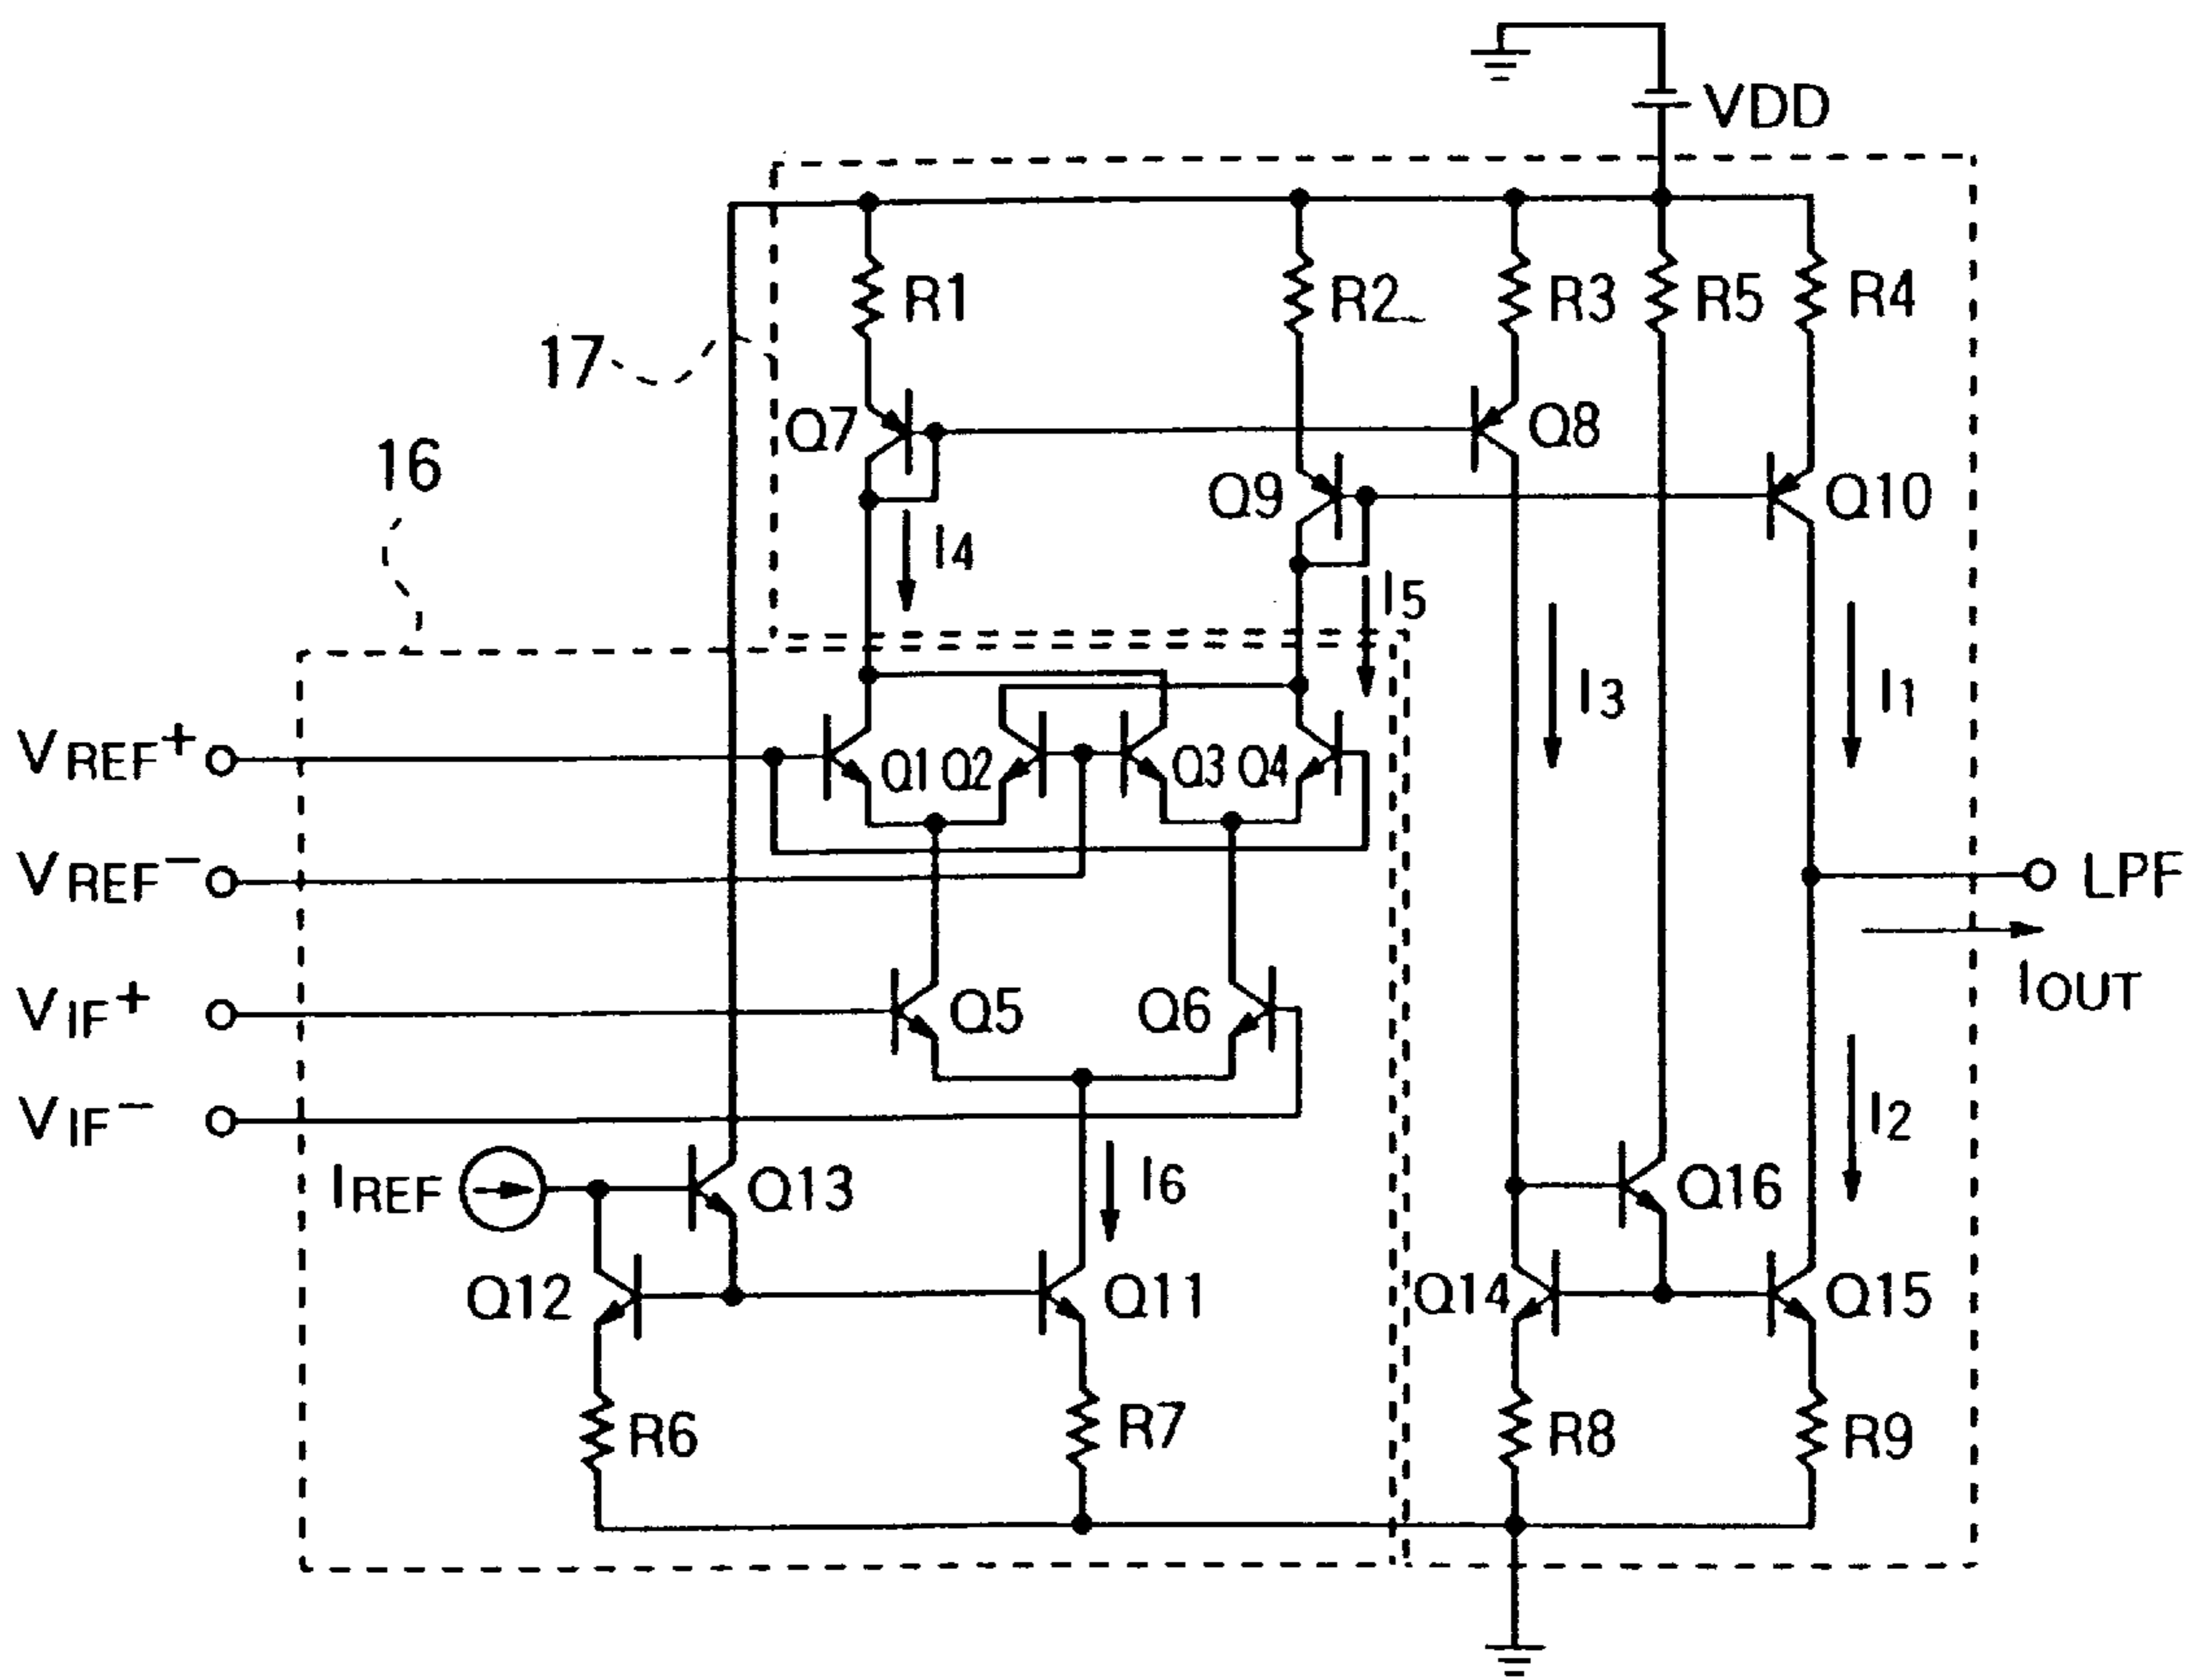 VDD
R1
R2
R3
R5
R4
17
Q7
Q8
16
Q9
Q10
I4
I5
I3
I1
VREF+
Q1
Q2
Q3
Q4
VREF−
LPF
IOUT
VIF+
Q5
Q6
VIF−
I2
IREF
Q13
I6
Q16
Q12
Q11
Q14
Q15
R6
R7
R8
R9